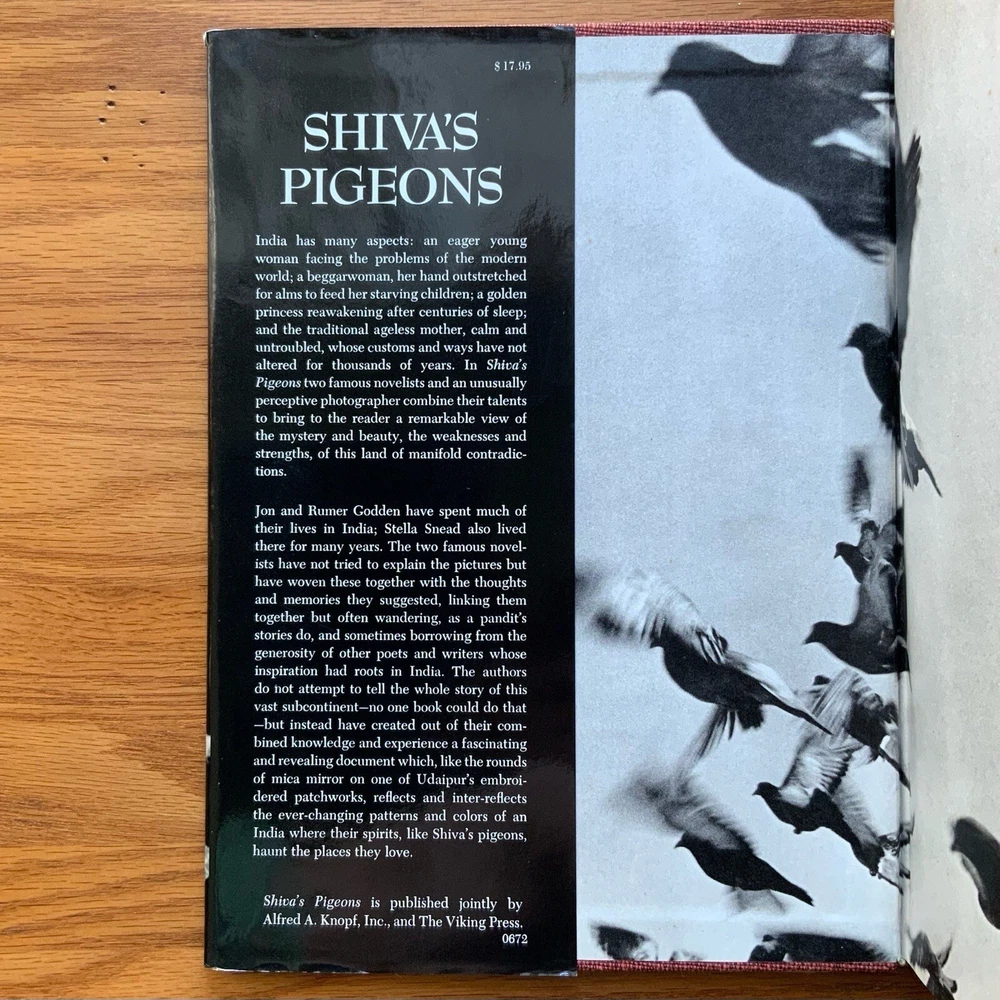 $17.95
SHIVA'S
PIGEONS
India has many aspects: an eager young
woman facing the problems of the modern
world; a beggarwoman, her hand outstretched
for alms to feed her starving children; a golden
princess reawakening after centuries of sleep;
and the traditional ageless mother, calm and
untroubled, whose customs and ways have not
altered for thousands of years. In Shiva's
Pigeons two famous novelists and an unusually
perceptive photographer combine their talents
to bring to the reader a remarkable view of
the mystery and beauty, the weaknesses and
strengths, of this land of manifold contradic-
tions.
Jon and Rumer Godden have spent much of
their lives in India; Stella Snead also lived
there for many years. The two famous novel-
ists have not tried to explain the pictures but
have woven these together with the thoughts
and memories they suggested, linking them
together but often wandering, as a pandit's
stories do, and sometimes borrowing from the
generosity of other poets and writers whose
inspiration had roots in India. The authors
do not attempt to tell the whole story of this
vast subcontinent—no one book could do that
—but instead have created out of their com-
bined knowledge and experience a fascinating
and revealing document which, like the rounds
of mica mirror on one of Udaipur's embroi-
dered patchworks, reflects and inter-reflects
the ever-changing patterns and colors of an
India where their spirits, like Shiva's pigeons,
haunt the places they love.
Shiva's Pigeons is published jointly by
Alfred A. Knopf, Inc., and The Viking Press.
0672